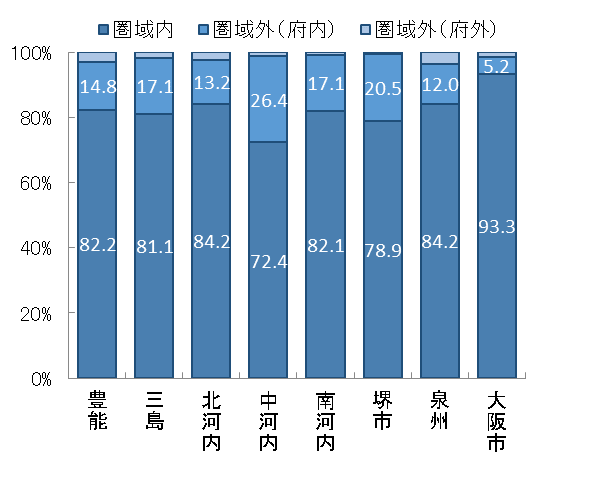 圏域内 圏域外(府内) 圏域外(府外)
100%
80%
60%
40%
20%
0%
14.8 17.1 13.2 26.4 17.1 20.5 12.0 5.2
82.2 81.1 84.2 72.4 82.1 78.9 84.2 93.3
豊能 三島 北河内 中河内 南河内 堺市 泉州 大阪市